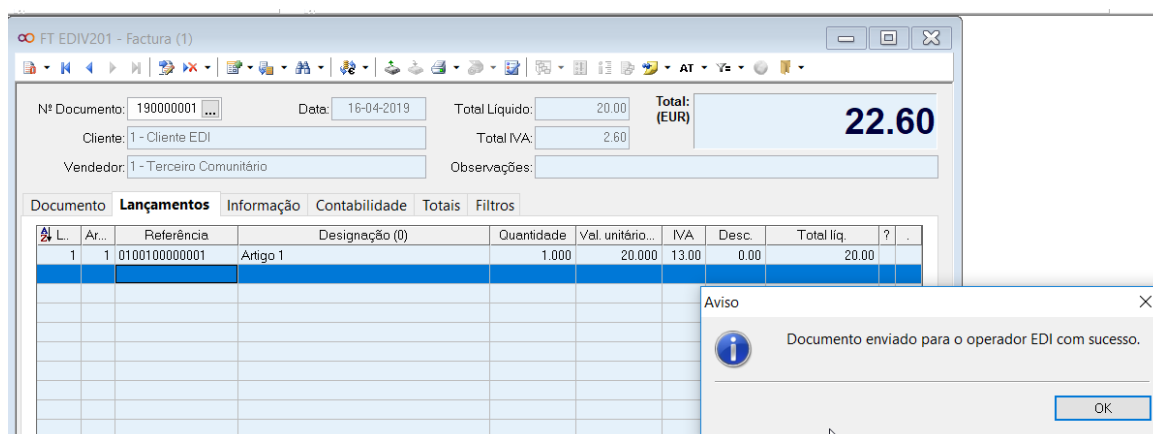 FT EDIV201 - Factura (1)
AT
Nº Documento: 190000001 ... Data: 16-04-2019 Total Líquido: 20.00 Total: (EUR) 22.60
Cliente: 1 - Cliente EDI Total IVA: 2.60
Vendedor: 1 - Terceiro Comunitário Observações:
Documento Lançamentos Informação Contabilidade Totais Filtros
L... Ar... Referência Designação (0) Quantidade Val. unitário... IVA Desc. Total líq. ? .
1 1 0100100000001 Artigo 1 1.000 20.000 13.00 0.00 20.00
Aviso
Documento enviado para o operador EDI com sucesso.
OK